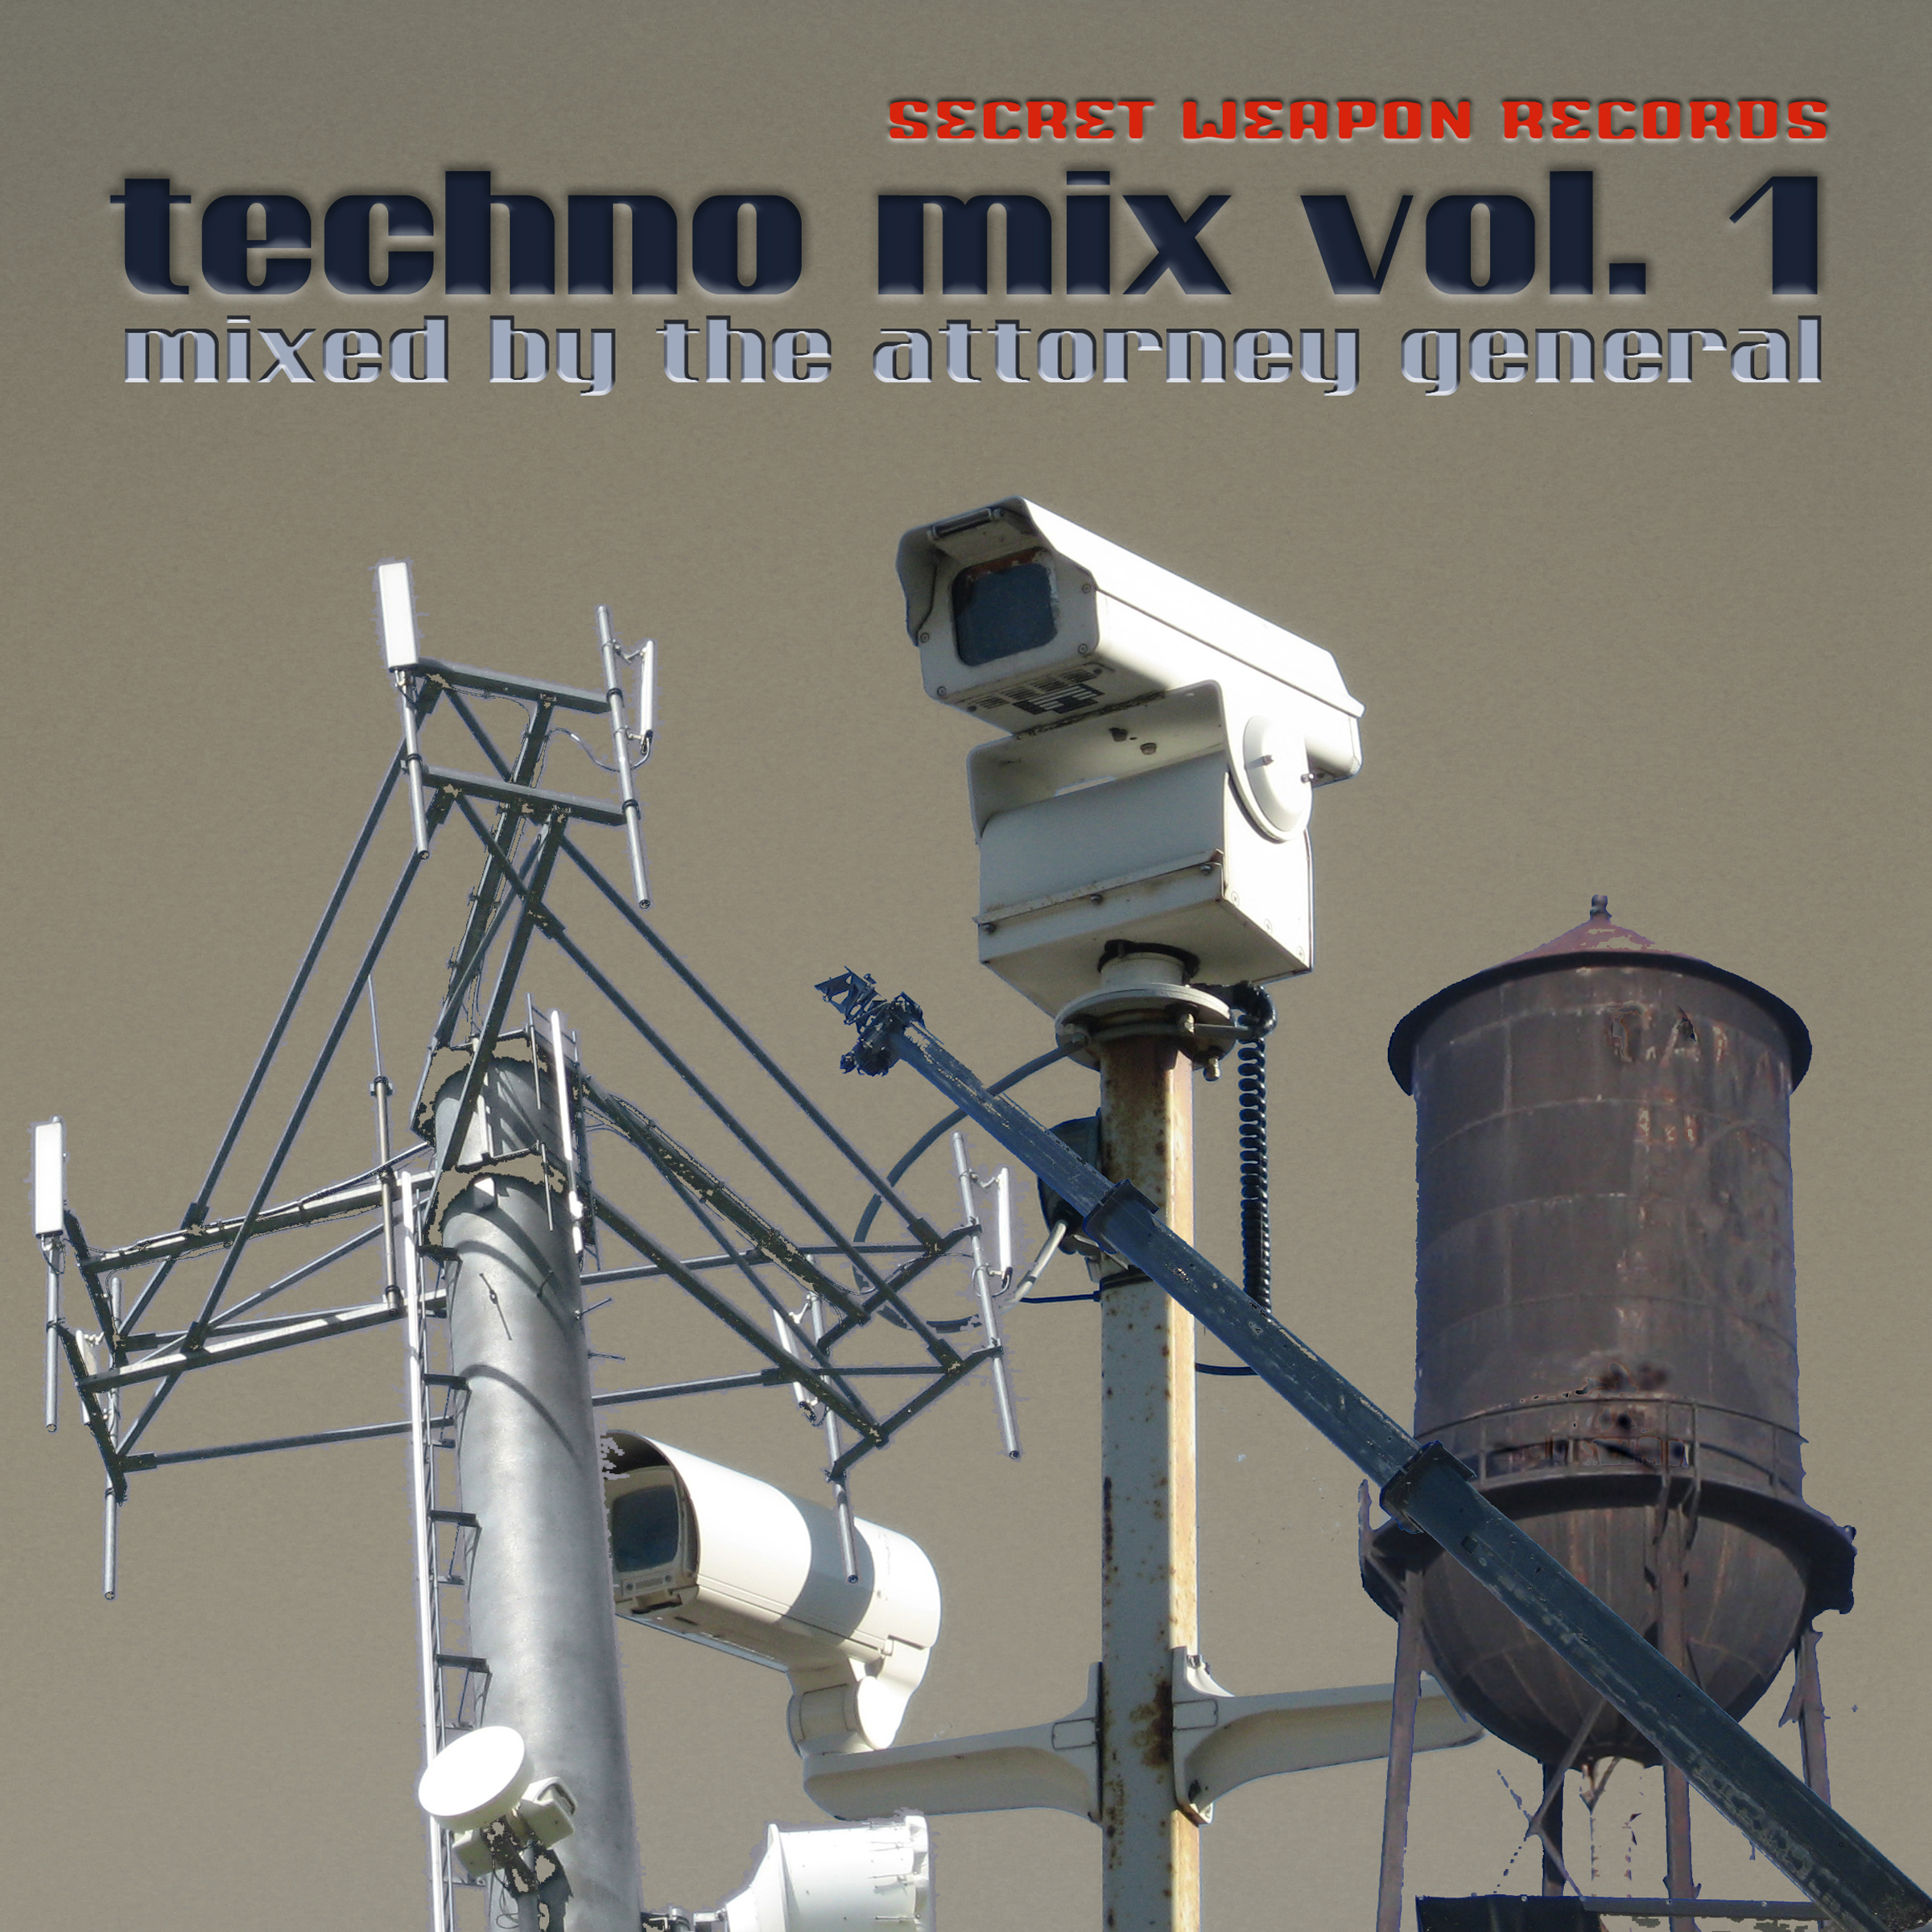 SECRET WEAPON RECORDS
techno mix vol. 1
mixed by the attorney general